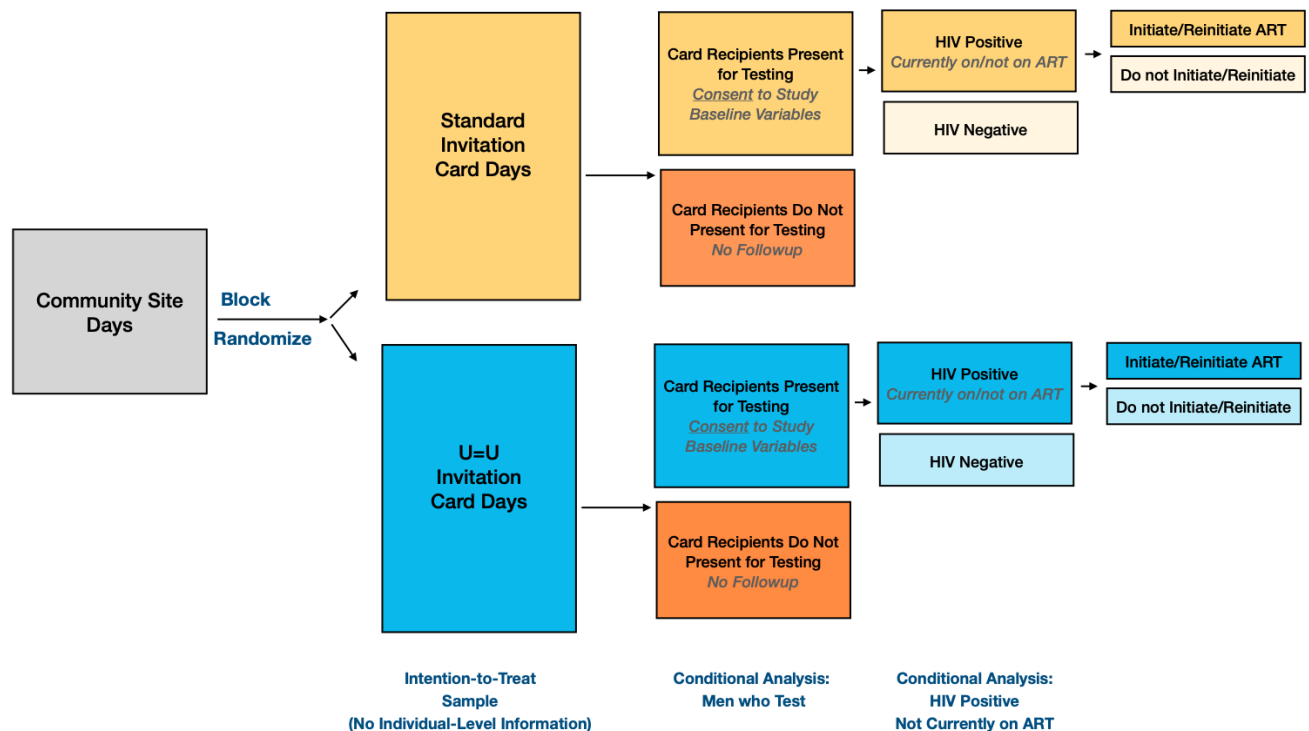 Community Site
Days
Block
Randomize
Standard
Invitation
Card Days
Card Recipients Present
for Testing
Consent to Study
Baseline Variables
HIV Positive
Currently on/not on ART
Initiate/Reinitiate ART
Do not Initiate/Reinitiate
HIV Negative
Card Recipients Do Not
Present for Testing
No Followup
U=U
Invitation
Card Days
Card Recipients Present
for Testing
Consent to Study
Baseline Variables
HIV Positive
Currently on/not on ART
Initiate/Reinitiate ART
Do not Initiate/Reinitiate
HIV Negative
Card Recipients Do Not
Present for Testing
No Followup
Intention-to-Treat
Sample
(No Individual-Level Information)
Conditional Analysis:
Men who Test
Conditional Analysis:
HIV Positive
Not Currently on ART